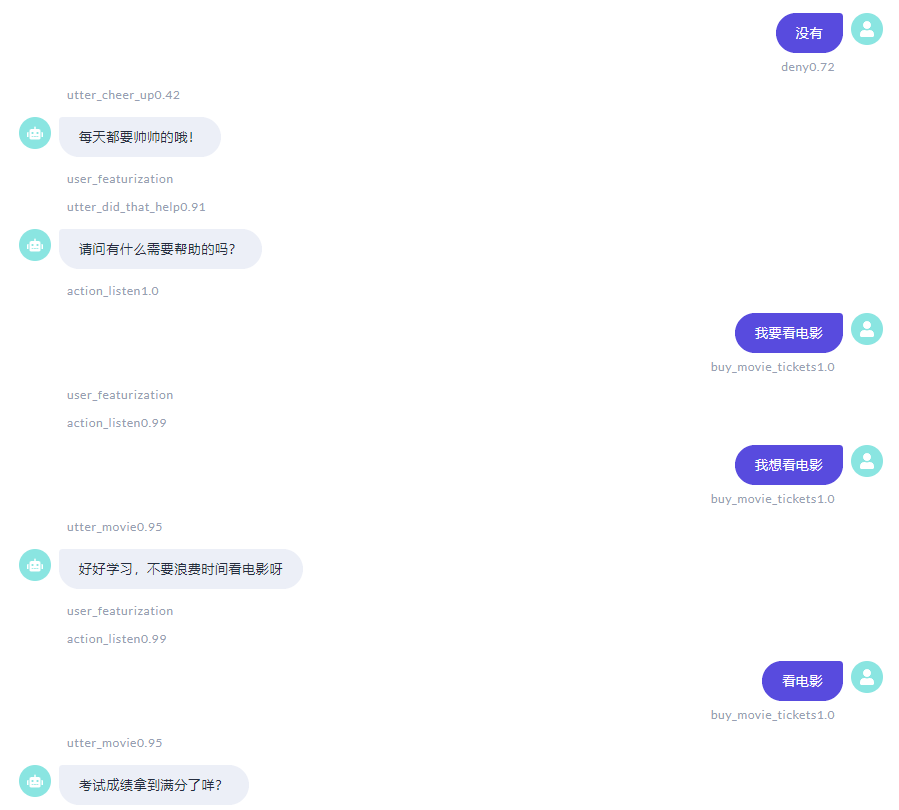 没有
deny0.72
utter_cheer_up0.42
每天都要帅帅的哦!
user_featurization
utter_did_that_help0.91
请问有什么需要帮助的吗?
action_listen1.0
我要看电影
buy_movie_tickets1.0
user_featurization
action_listen0.99
我想看电影
buy_movie_tickets1.0
utter_movie0.95
好好学习，不要浪费时间看电影呀
user_featurization
action_listen0.99
看电影
buy_movie_tickets1.0
utter_movie0.95
考试成绩拿到满分了咩?